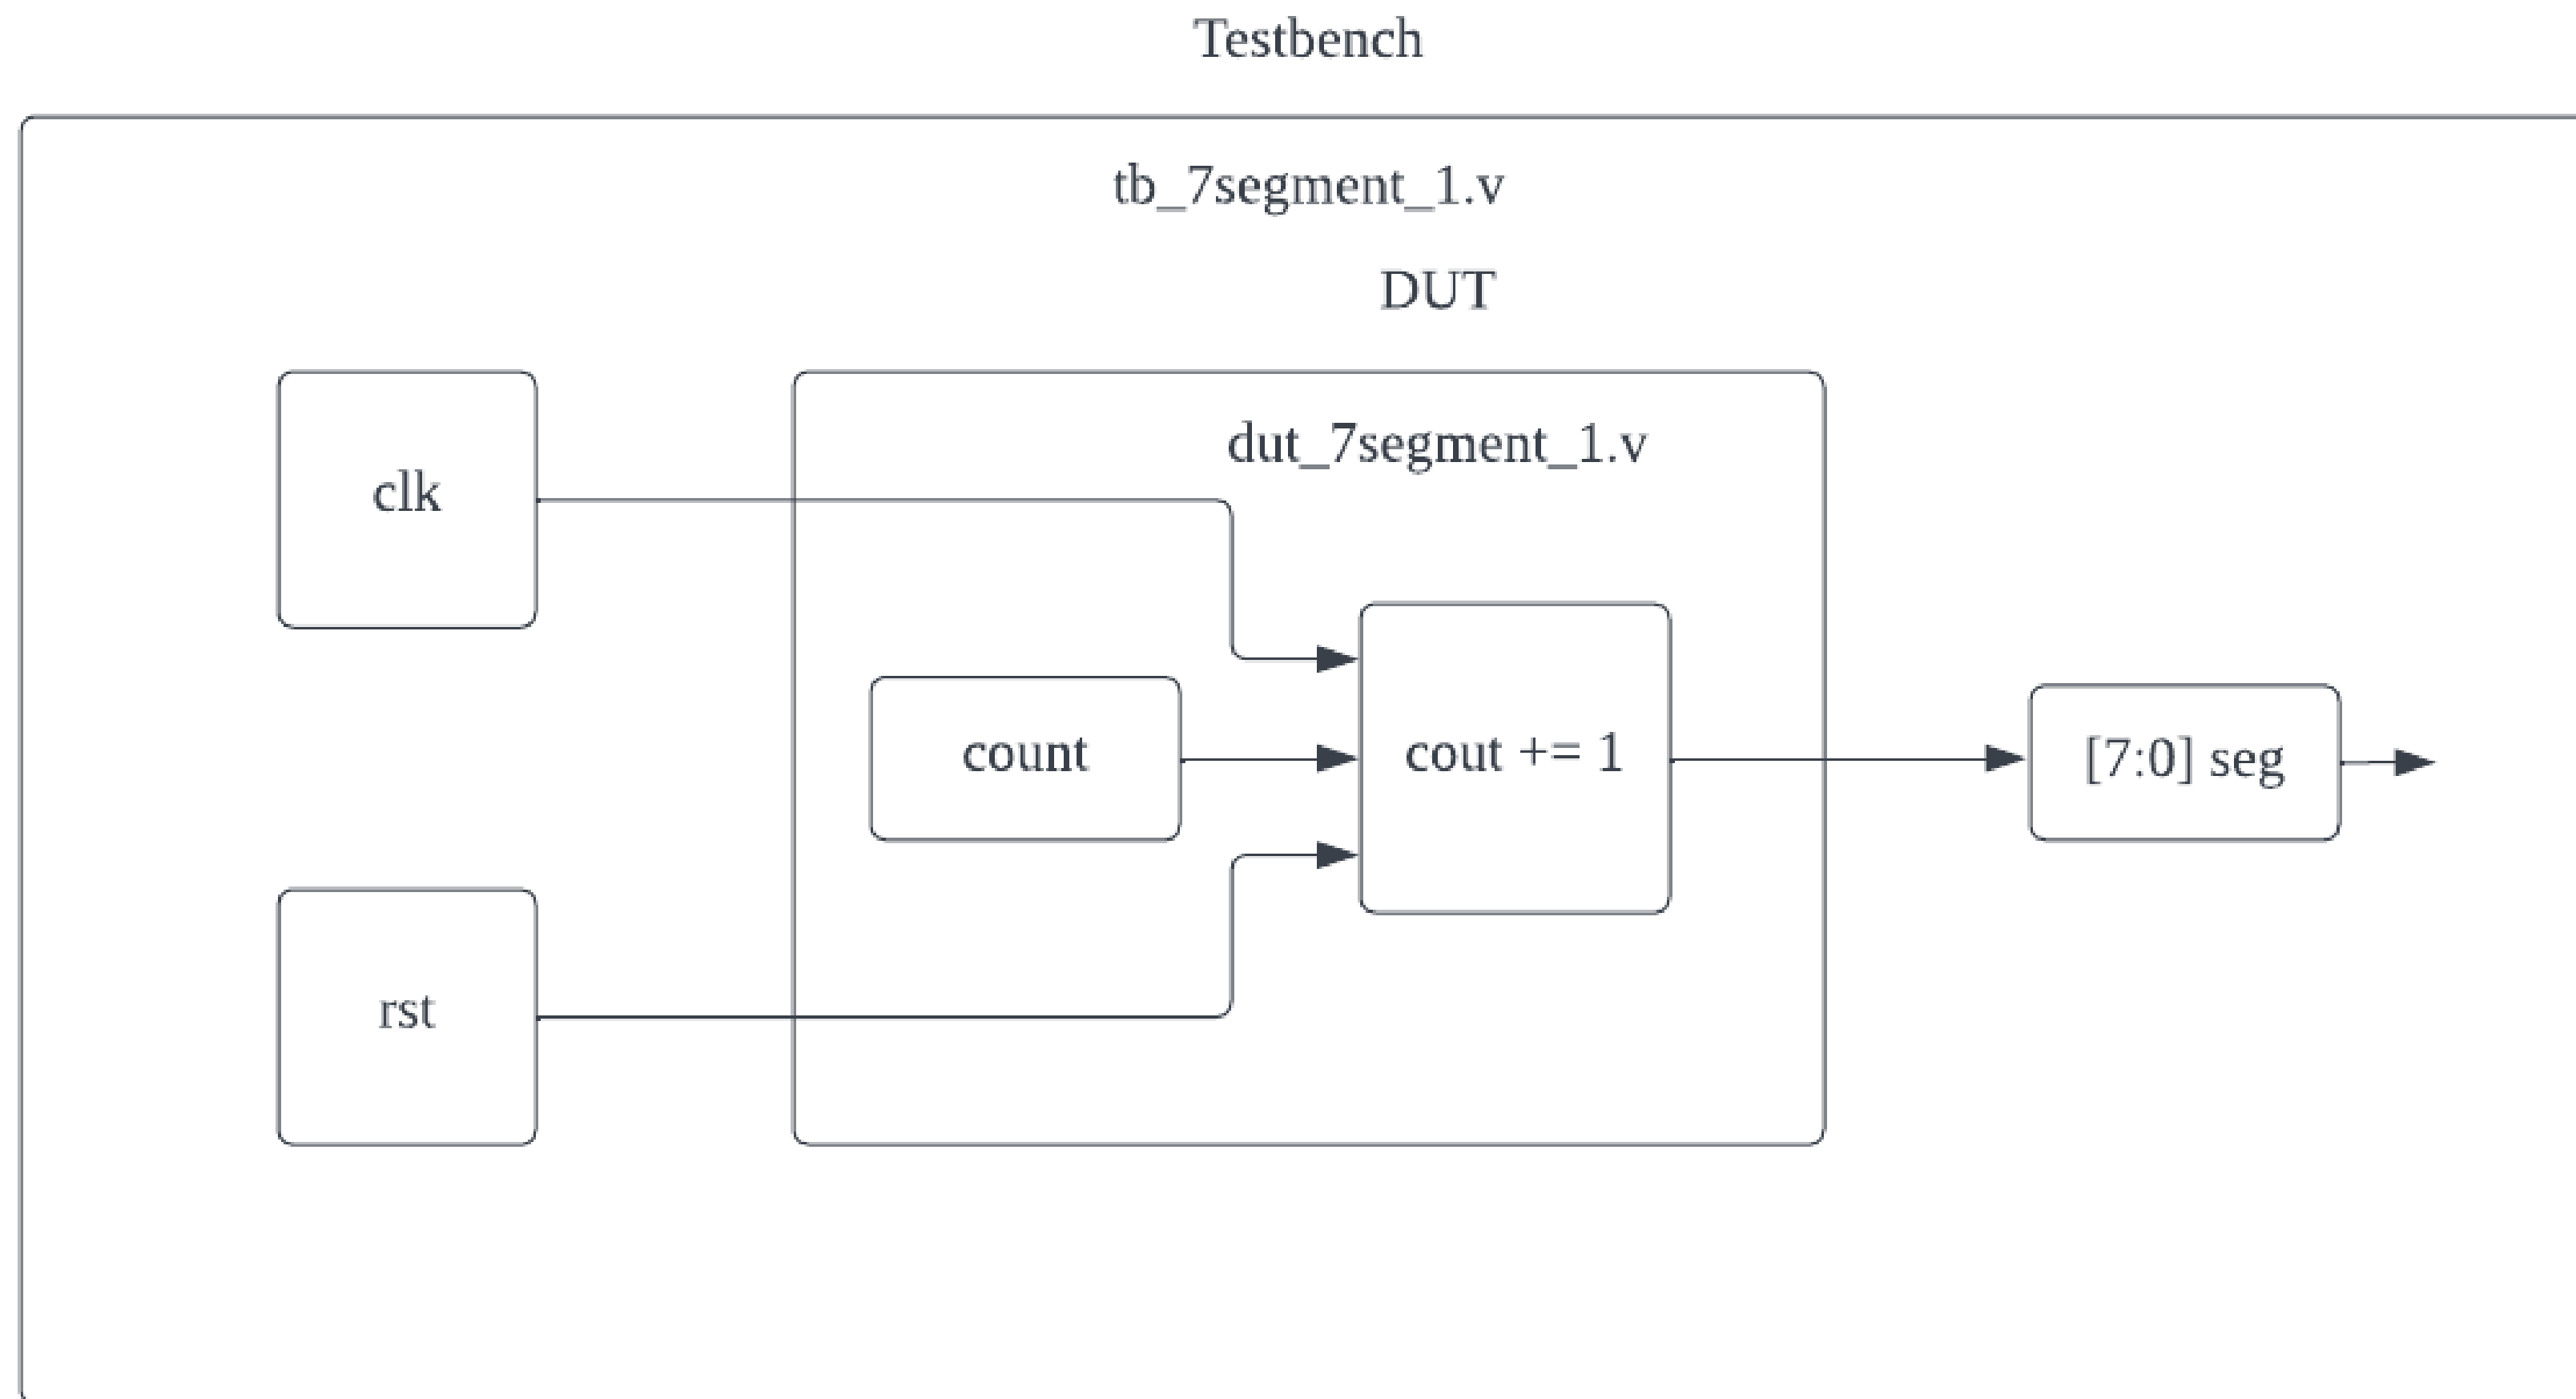 Testbench
tb_7segment_1.v
DUT
dut_7segment_1.v
clk
count
cout += 1
[7:0] seg
rst